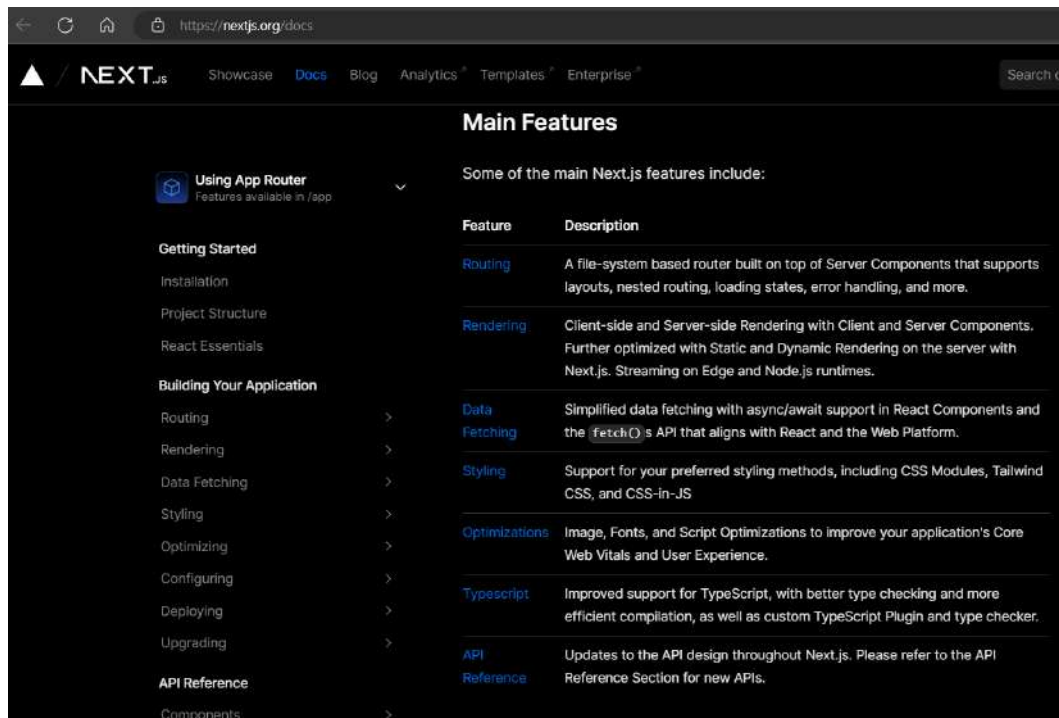 https://nextjs.org/docs
NEXT.JS Showcase Docs Blog Analytics Templates Enterprise Search
Using App Router
Features available in /app
Getting Started
Installation
Project Structure
React Essentials
Building Your Application
Routing
Rendering
Data Fetching
Styling
Optimizing
Configuring
Deploying
Upgrading
API Reference
Components
Main Features
Some of the main Next.js features include:
Feature Description
Routing A file-system based router built on top of Server Components that supports
layouts, nested routing, loading states, error handling, and more.
Rendering Client-side and Server-side Rendering with Client and Server Components.
Further optimized with Static and Dynamic Rendering on the server with
Next.js. Streaming on Edge and Node.js runtimes.
Data Simplified data fetching with async/await support in React Components and
Fetching the fetch() s API that aligns with React and the Web Platform.
Styling Support for your preferred styling methods, including CSS Modules, Tailwind
CSS, and CSS-in-JS
Optimizations Image, Fonts, and Script Optimizations to improve your application's Core
Web Vitals and User Experience.
Typescript Improved support for TypeScript, with better type checking and more
efficient compilation, as well as custom TypeScript Plugin and type checker.
API Updates to the API design throughout Next.js. Please refer to the API
Reference Reference Section for new APIs.